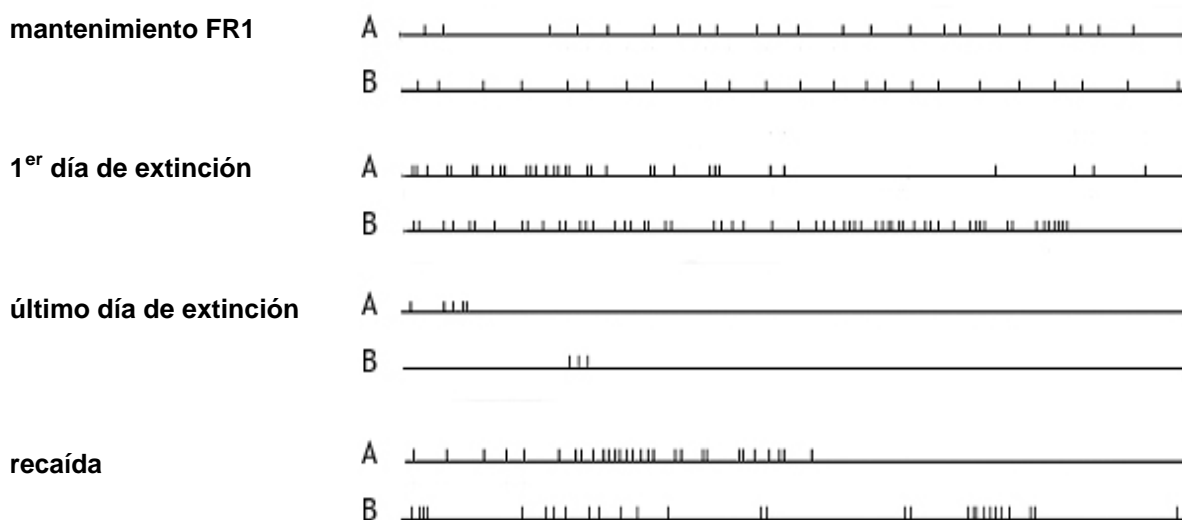 mantenimiento FR1 A
B
1er día de extinción A
B
último día de extinción A
B
recaída A
B